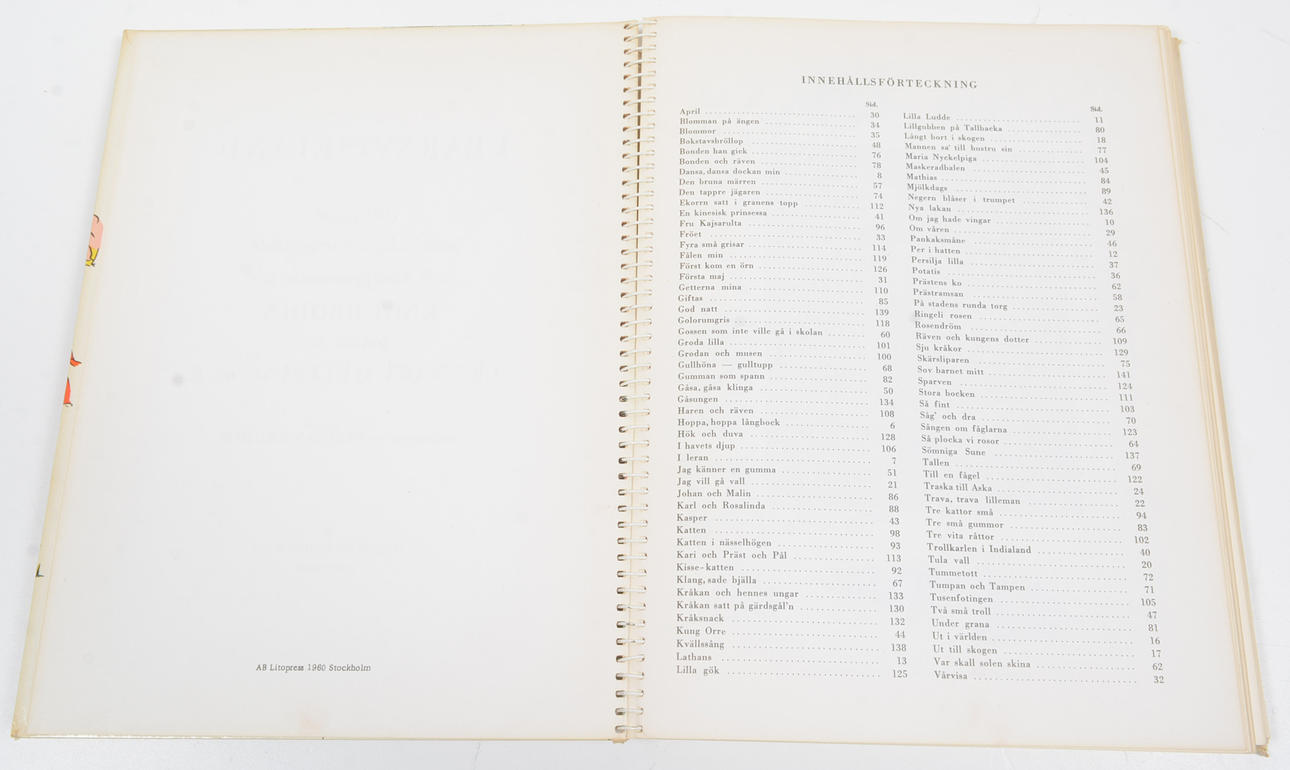 AB Litopress 1960 Stockholm
INNEHÅLLSFÖRTECKNING
Sid.
April 30
Blomman på ängen 34
Blommor 35
Bokstavsbröllop 48
Bonden han gick 76
Bonden och räven 78
Dansa, dansa dockan min 8
Den bruna märren 57
Den tappre jägaren 74
Ekorrn satt i granens topp 112
En kinesisk prinsessa 41
Fru Kajsarulta 96
Fröet 33
Fyra små grisar 114
Fålen min 119
Först kom en örn 126
Första maj 31
Getterna mina 110
Giftas 85
God natt 139
Golorumgris 118
Gossen som inte ville gå i skolan 60
Groda lilla 101
Grodan och musen 100
Gullhöna — gulltupp 68
Gumman som spann 82
Gåsa, gåsa klinga 50
Gåsungen 134
Haren och räven 108
Hoppa, hoppa långbock 6
Hök och duva 128
I havets djup 106
I leran 7
Jag känner en gumma 51
Jag vill gå vall 21
Johan och Malin 86
Karl och Rosalinda 88
Kasper 43
Katten 98
Katten i nässelhögen 93
Kari och Präst och Pål 113
Kisse-katten 92
Klang, sade bjälla 67
Kråkan och hennes ungar 133
Kråkan satt på gärdsgål'n 130
Kråksnack 132
Kung Orre 44
Kvällssång 138
Lathans 13
Lilla gök 125
Sid.
Lilla Ludde 11
Lillgubben på Tallbacka 80
Långt bort i skogen 18
Mannen sa' till hustru sin 77
Maria Nyckelpiga 104
Maskeradbalen 45
Mathias 84
Mjölkdags 89
Negern blåser i trumpet 42
Nya lakan 136
Om jag hade vingar 10
Om våren 29
Pankaksmåne 46
Per i hatten 12
Persilja lilla 37
Potatis 36
Prästens ko 62
Prästramsan 58
På stadens runda torg 23
Ringeli rosen 65
Rosendröm 66
Räven och kungens dotter 109
Sju kråkor 129
Skärsliparen 75
Sov barnet mitt 141
Sparven 124
Stora bocken 111
Så fint 103
Såg' och dra 70
Sången om fåglarna 123
Så plocka vi rosor 64
Sömniga Sune 137
Tallen 69
Till en fågel 122
Traska till Aska 24
Trava, trava lilleman 22
Tre kattor små 94
Tre små gummor 83
Tre vita råttor 102
Trollkarlen i Indialand 40
Tula vall 20
Tummetott 72
Tumpan och Tampen 71
Tusenfotingen 105
Två små troll 47
Under grana 81
Ut i världen 16
Ut till skogen 17
Var skall solen skina 62
Vårvisa 32